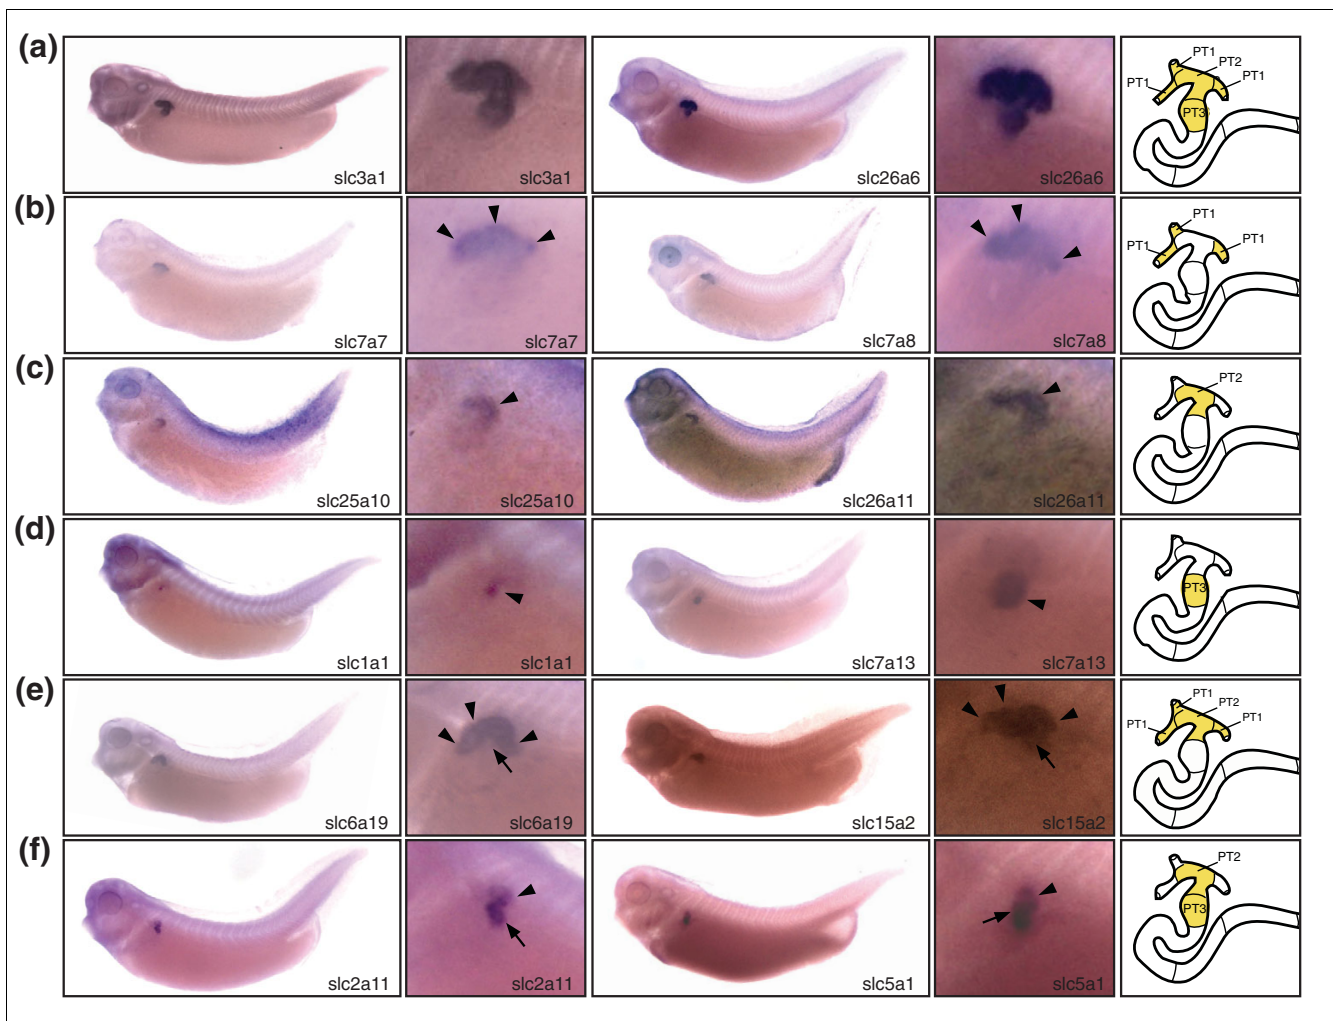 (a)
slc3a1
slc3a1
slc26a6
slc26a6
PT1
PT2
PT1
PT1
PT3
(b)
slc7a7
slc7a7
slc7a8
slc7a8
PT1
PT1
PT1
(c)
slc25a10
slc25a10
slc26a11
slc26a11
PT2
(d)
slc1a1
slc1a1
slc7a13
slc7a13
PT3
(e)
slc6a19
slc6a19
slc15a2
slc15a2
PT1
PT2
PT1
PT1
(f)
slc2a11
slc2a11
slc5a1
slc5a1
PT2
PT3